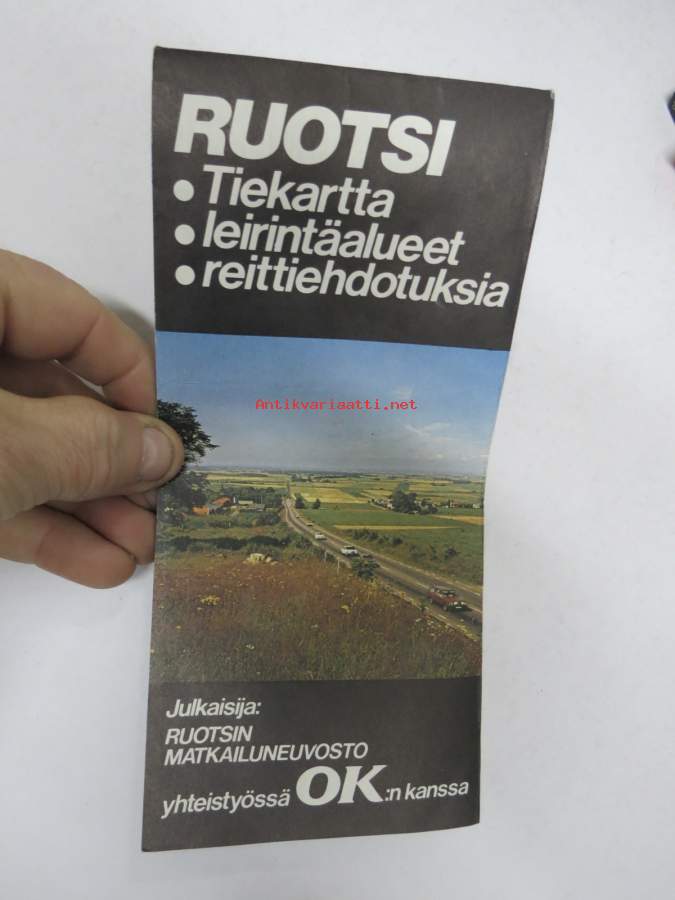 RUOTSI
• Tiekartta
• leirintäalueet
• reittiehdotuksia
Antikvariaatti.net
Julkaisija:
RUOTSIN
MATKAILUNEUVOSTO
yhteistyössä OK:n kanssa